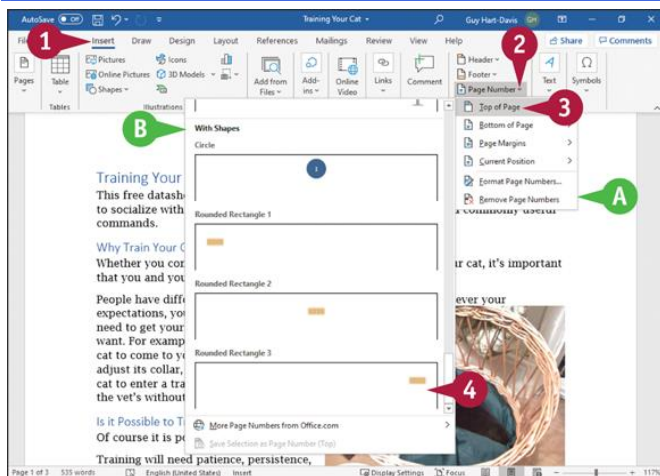 AutoSave Off Training Your Cat Guy Hart-Davis GH
1 2
Insert Draw Design Layout References Mailings Review View Help Share Comments
Pages Table Pictures Icons Add from Files Add-ins Online Video Links Comment Header Text Symbols
Online Pictures 3D Models Footer
Shapes Page Number
Tables Illustrations
Top of Page 3
Bottom of Page
Page Margins
Current Position
Format Page Numbers...
Remove Page Numbers A
B With Shapes
Circle
1
Rounded Rectangle 1
Rounded Rectangle 2
Rounded Rectangle 3
4
More Page Numbers from Office.com
Save Selection as Page Number (Top)
Training Your
This free datash
to socialize with commonly useful
commands.
Why Train Your C
Whether you cor ur cat, it's important
that you and you
People have diffe ever your
expectations, you
need to get your
want. For examp
cat to come to yo
adjust its collar,
cat to enter a tra
the vet's without
Is it Possible to T
Of course it is po
Training will need patience, persistence,
Page 1 of 3 535 words English (United States) Insert Display Settings Focus 117%